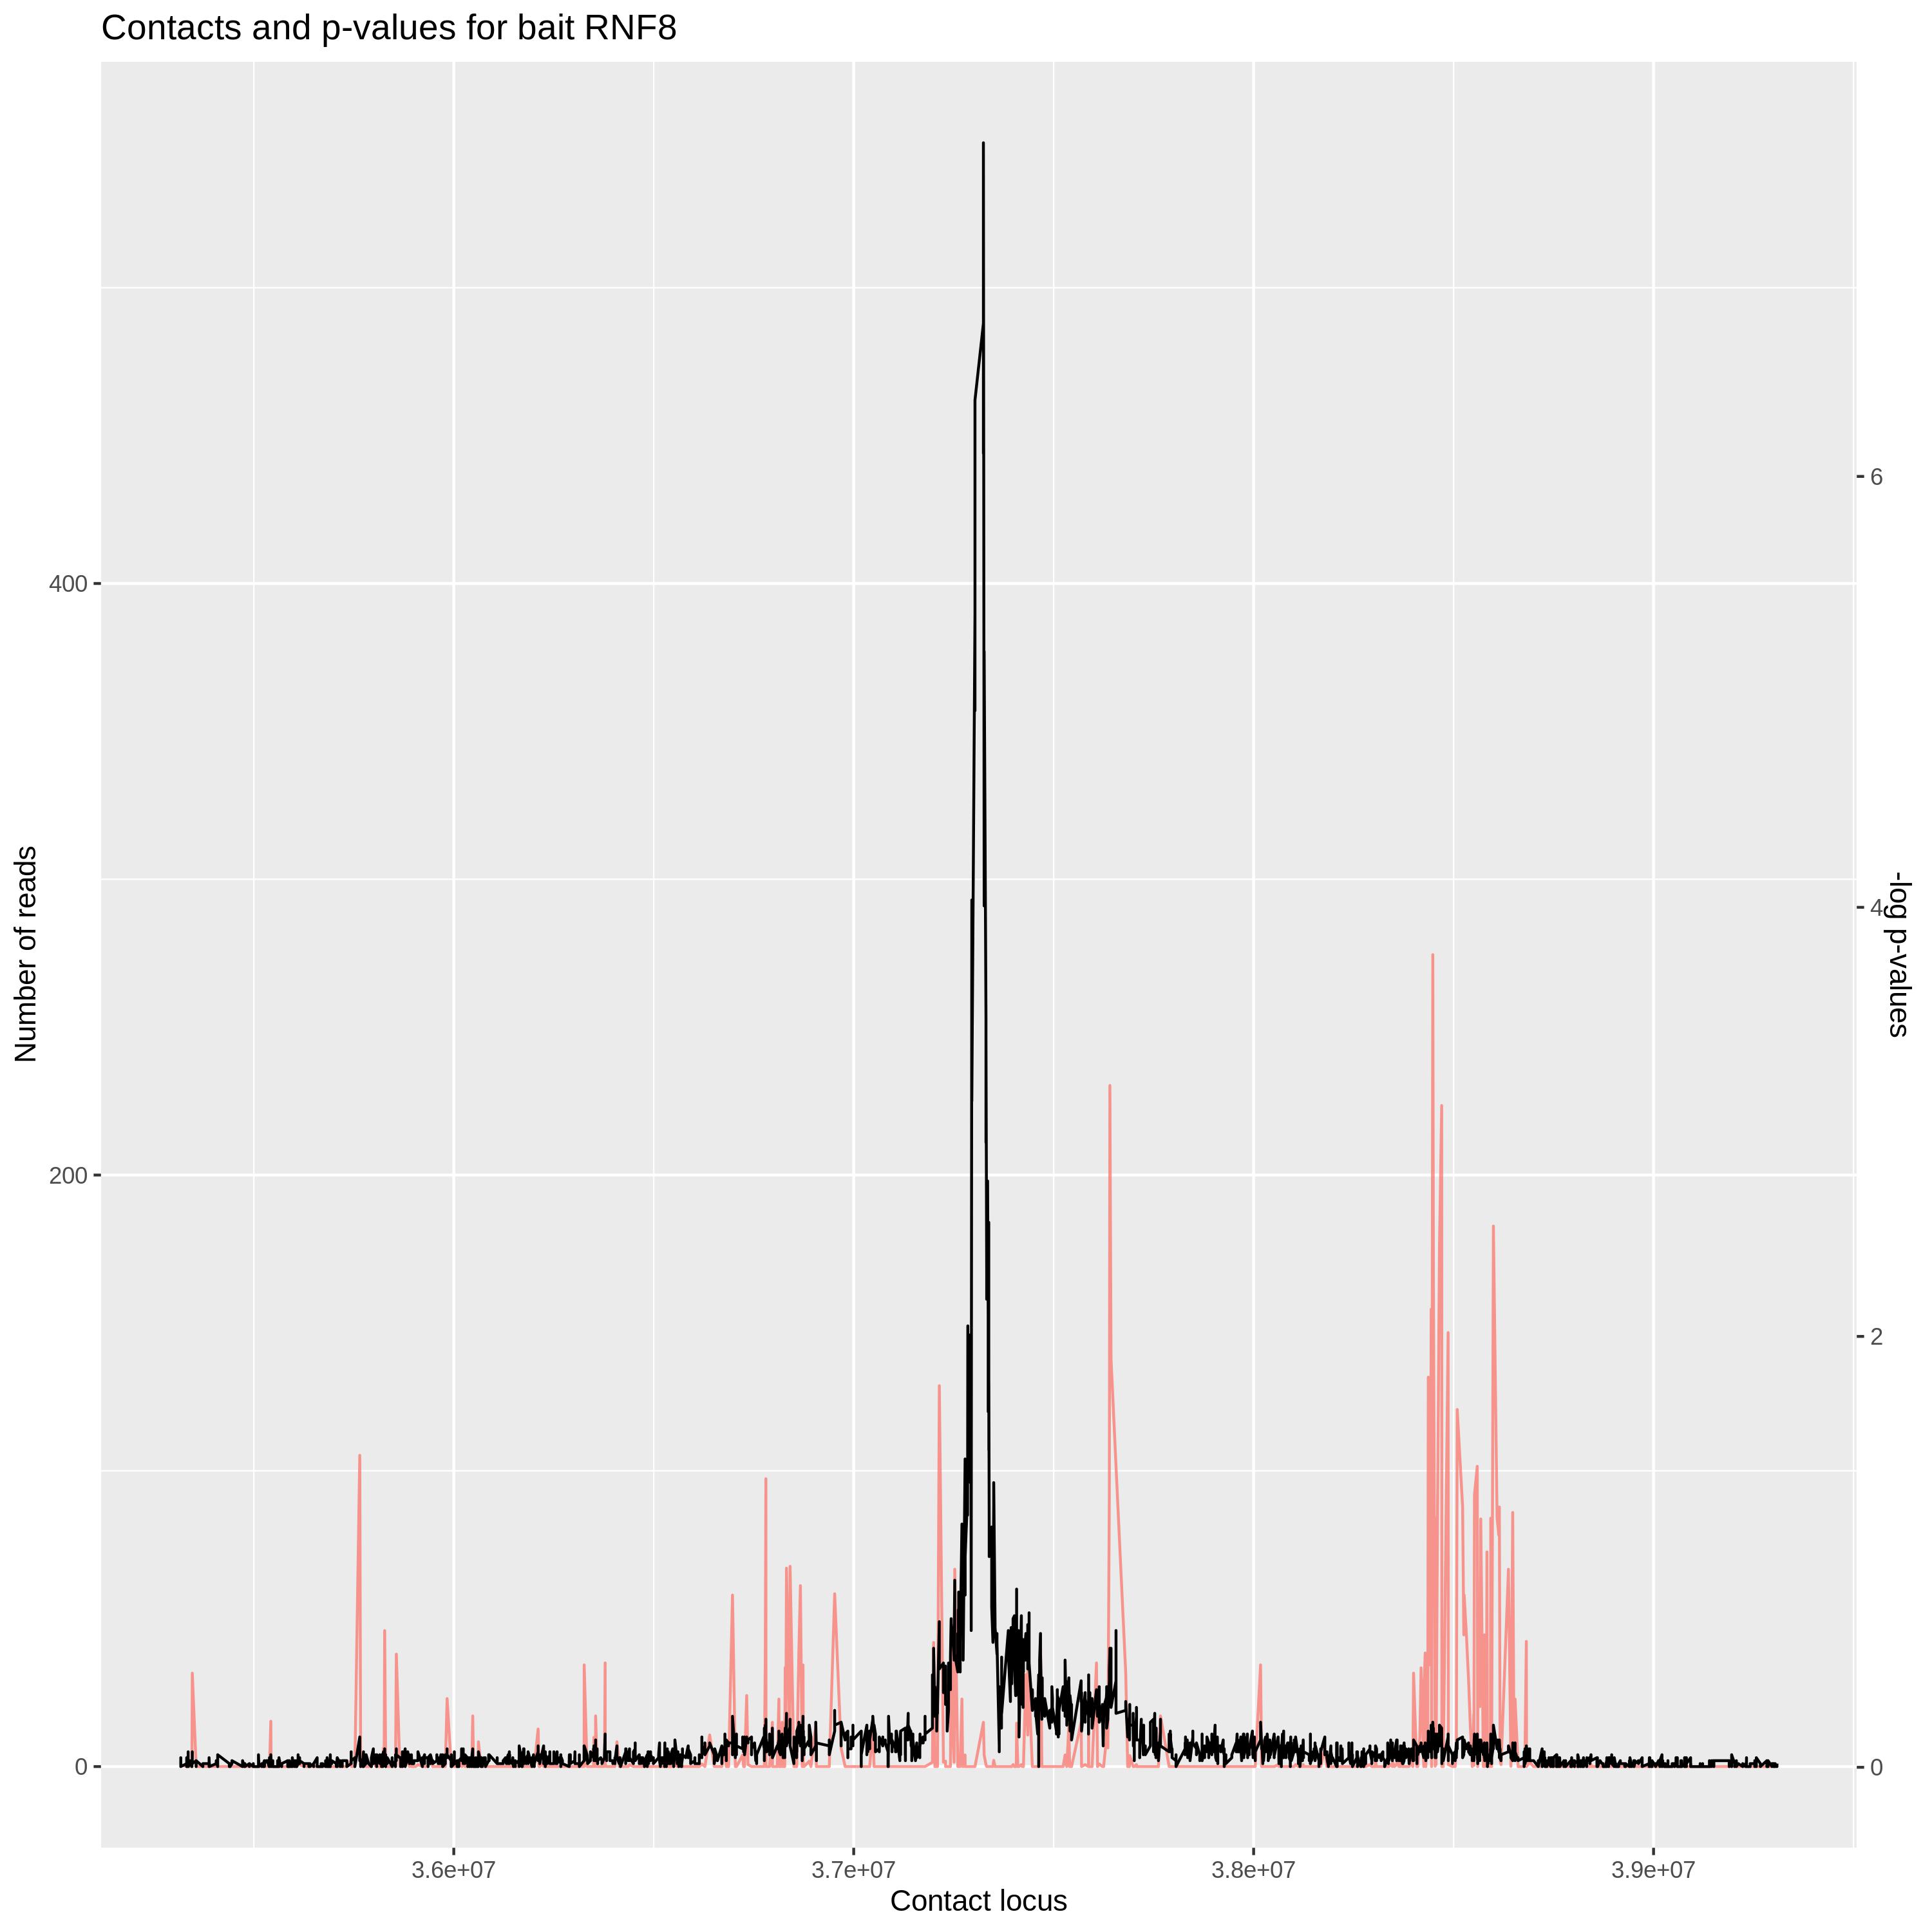 Contacts and p-values for bait RNF8
Number of reads
400
200
0
6
4
2
0
-log p-values
3.6e+07
3.7e+07
3.8e+07
3.9e+07
Contact locus